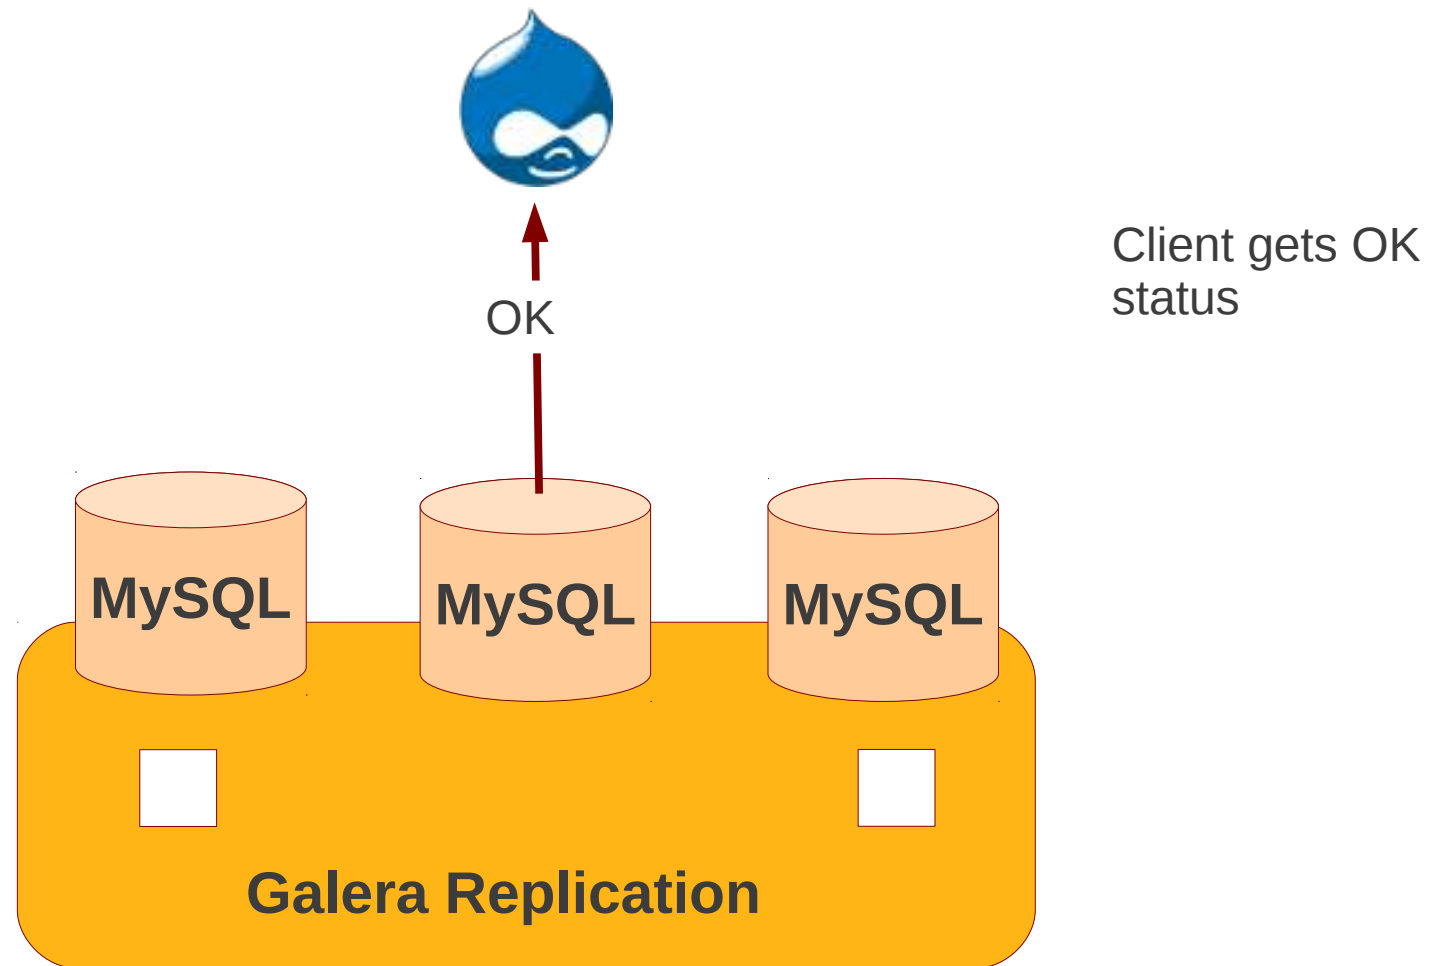 Client gets OK
status
OK
MySQL
MySQL
MySQL
Galera Replication